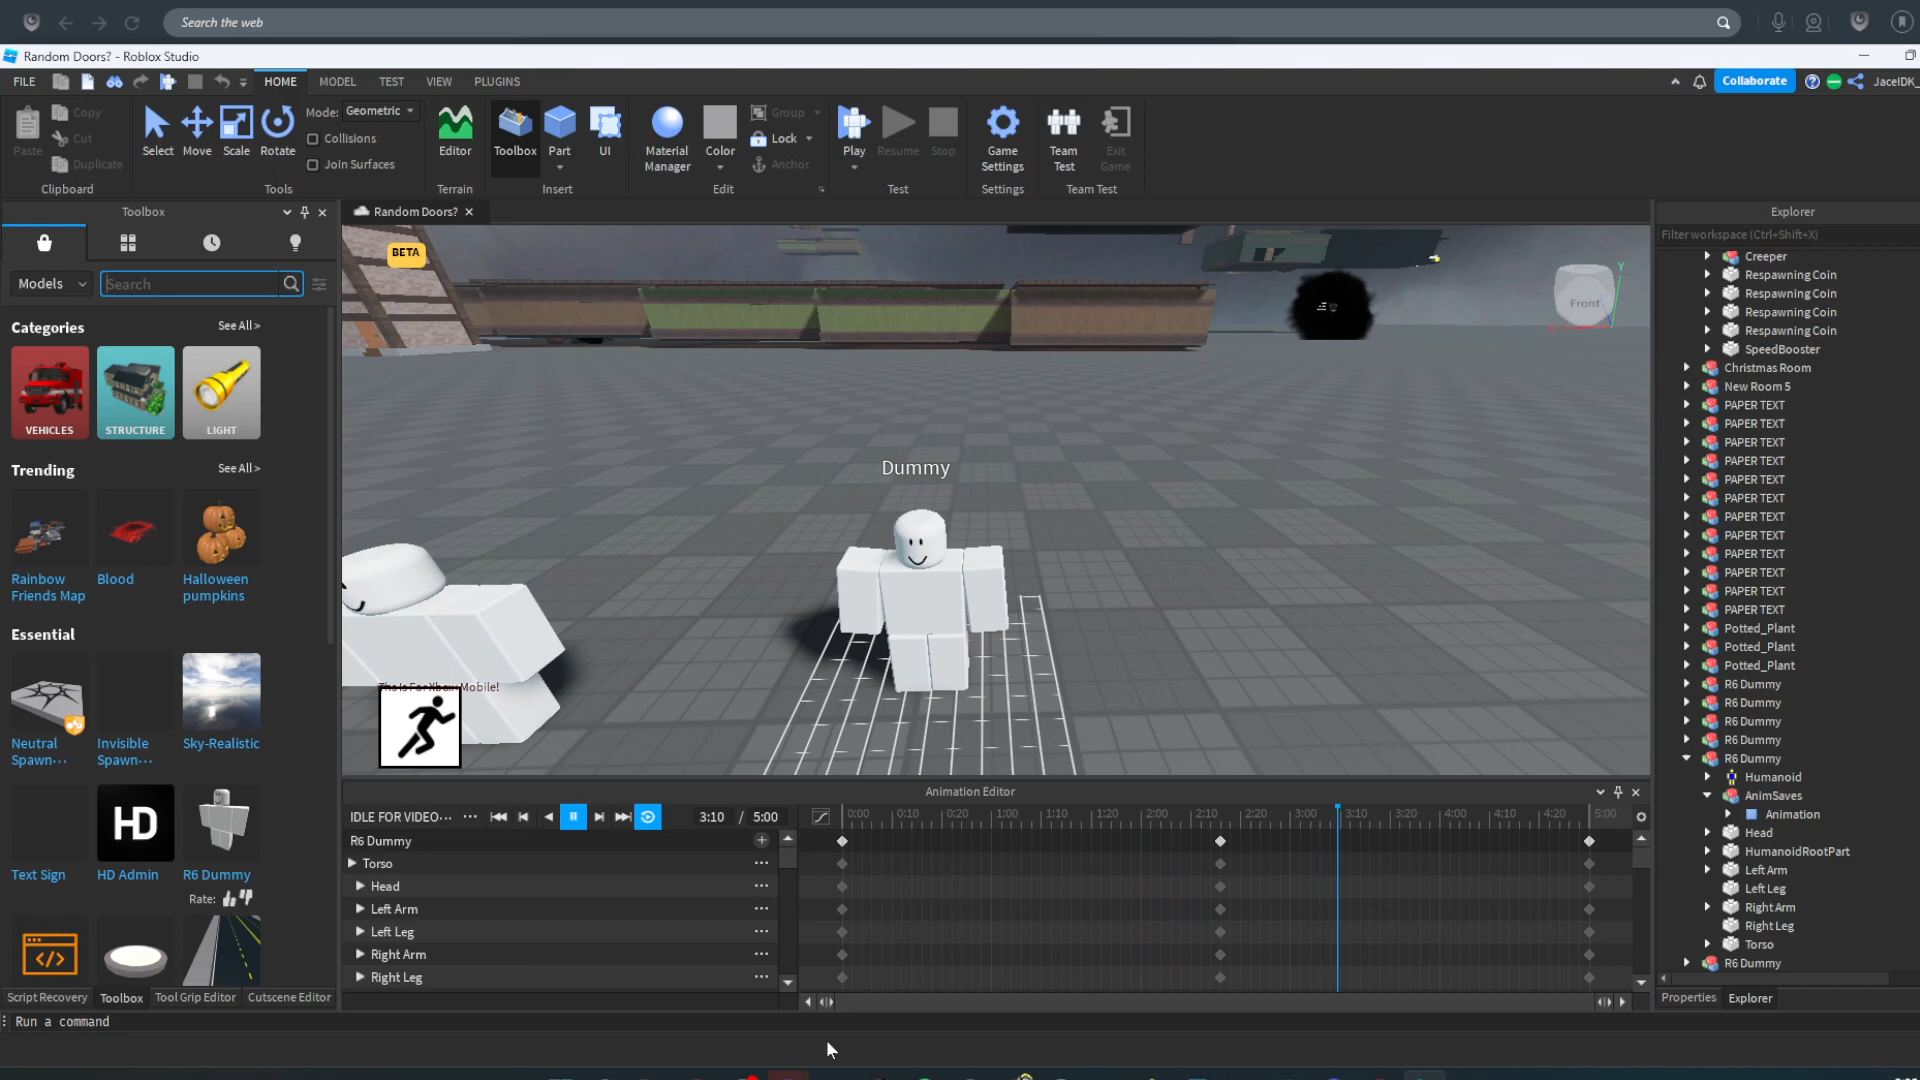 Search the web
Random Doors? - Roblox Studio
FILE
HOME
MODEL
TEST
VIEW
PLUGINS
Collaborate
JaceIDK_
Paste
Copy
Cut
Duplicate
Clipboard
Select
Move
Scale
Rotate
Mode: Geometric
Collisions
Join Surfaces
Tools
Editor
Terrain
Toolbox
Part
UI
Insert
Material
Manager
Color
Group
Lock
Anchor
Edit
Play
Resume
Stop
Test
Game
Settings
Settings
Team
Test
Exit
Game
Team Test
Toolbox
Models
Search
Categories
See All >
VEHICLES
STRUCTURE
LIGHT
Trending
See All >
Rainbow
Friends Map
Blood
Halloween
pumpkins
Essential
Neutral
Spawn...
Invisible
Spawn...
Sky-Realistic
HD
Text Sign
HD Admin
R6 Dummy
Rate:
Script Recovery
Toolbox
Tool Grip Editor
Cutscene Editor
Run a command
Random Doors?
BETA
Front
Y
Dummy
Animation Editor
IDLE FOR VIDEO...
3:10 / 5:00
0:00
0:10
0:20
1:00
1:10
1:20
2:00
2:10
2:20
3:00
3:10
3:20
4:00
4:10
4:20
5:00
R6 Dummy
Torso
Head
Left Arm
Left Leg
Right Arm
Right Leg
Explorer
Filter workspace (Ctrl+Shift+X)
Creeper
Respawning Coin
Respawning Coin
Respawning Coin
Respawning Coin
SpeedBooster
Christmas Room
New Room 5
PAPER TEXT
PAPER TEXT
PAPER TEXT
PAPER TEXT
PAPER TEXT
PAPER TEXT
PAPER TEXT
PAPER TEXT
PAPER TEXT
PAPER TEXT
PAPER TEXT
PAPER TEXT
Potted_Plant
Potted_Plant
Potted_Plant
R6 Dummy
R6 Dummy
R6 Dummy
R6 Dummy
R6 Dummy
Humanoid
AnimSaves
Animation
Head
HumanoidRootPart
Left Arm
Left Leg
Right Arm
Right Leg
Torso
R6 Dummy
Properties
Explorer